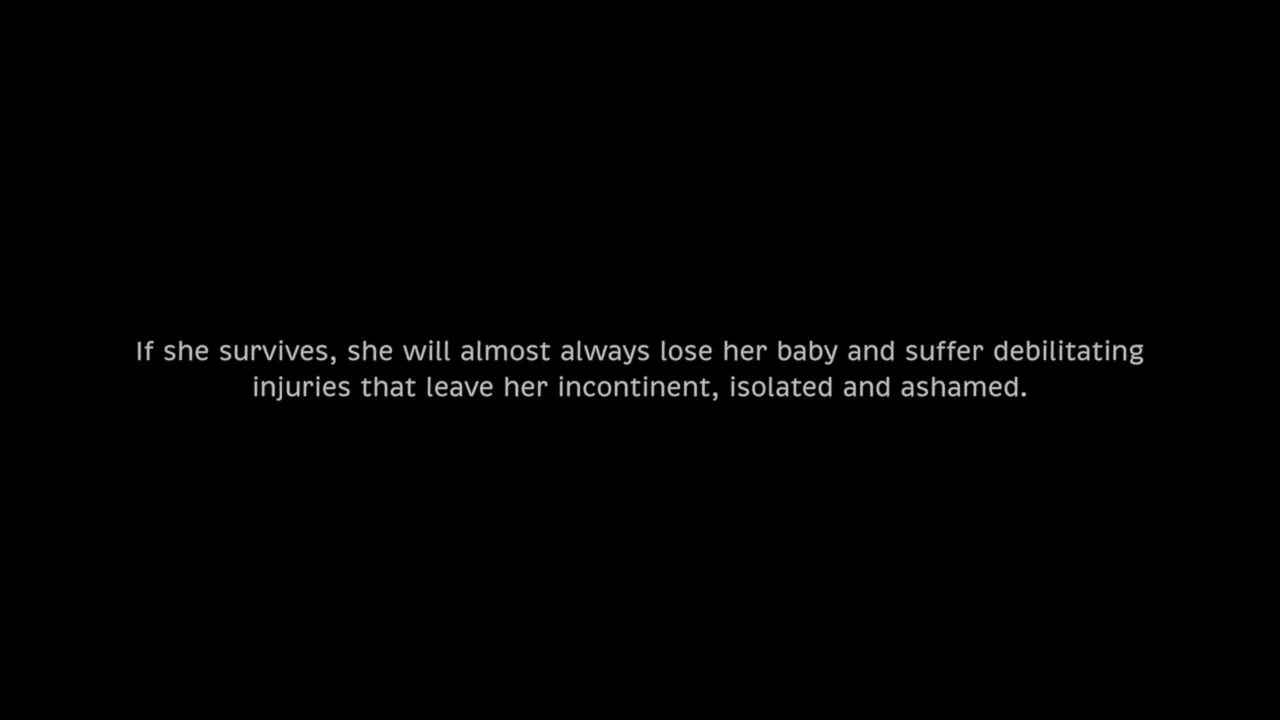 If she survives, she will almost always lose her baby and suffer debilitating
injuries that leave her incontinent, isolated and ashamed.